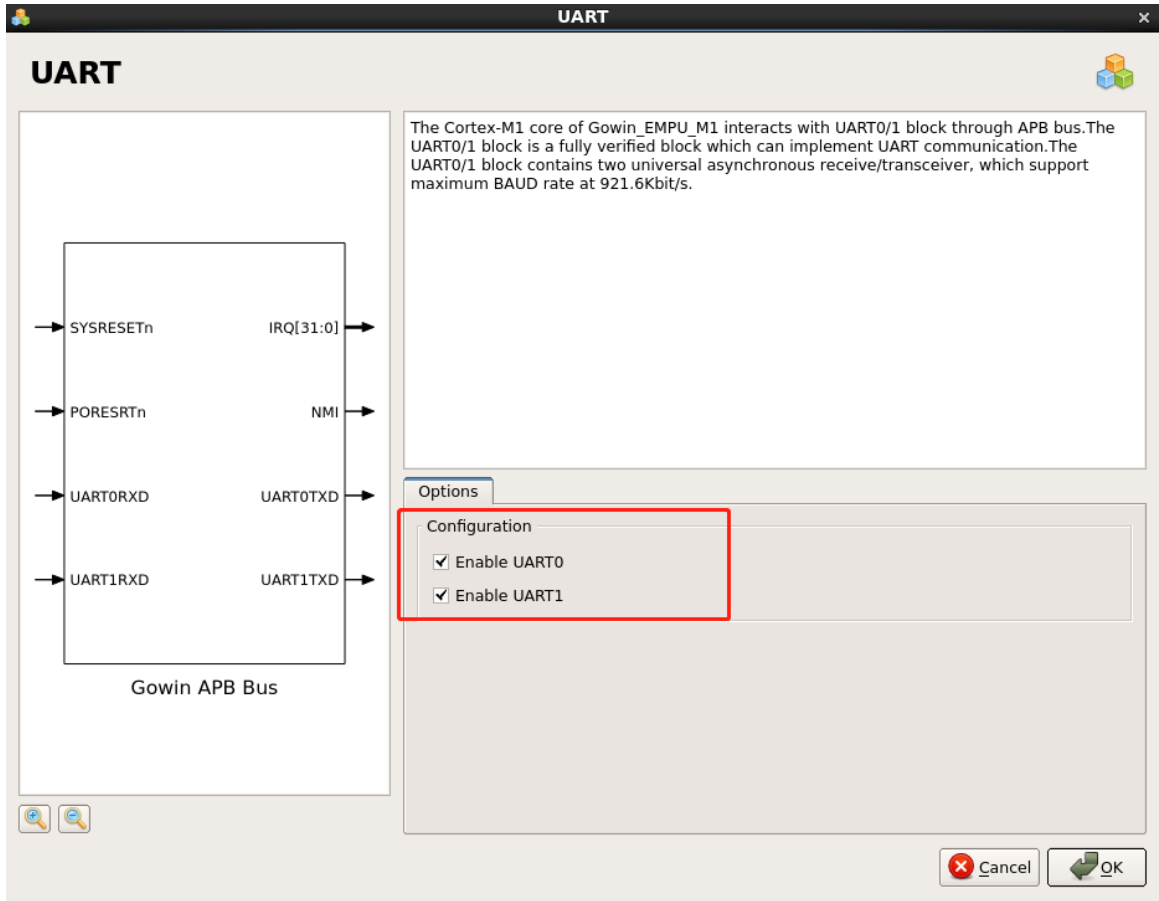 UART
UART
The Cortex-M1 core of Gowin_EMPU_M1 interacts with UART0/1 block through APB bus.The
UART0/1 block is a fully verified block which can implement UART communication.The
UART0/1 block contains two universal asynchronous receive/transceiver, which support
maximum BAUD rate at 921.6Kbit/s.
SYSRESETn IRQ[31:0]
PORESRTn NMI
UART0RXD UART0TXD
UART1RXD UART1TXD
Gowin APB Bus
Options
Configuration
Enable UART0
Enable UART1
Cancel OK